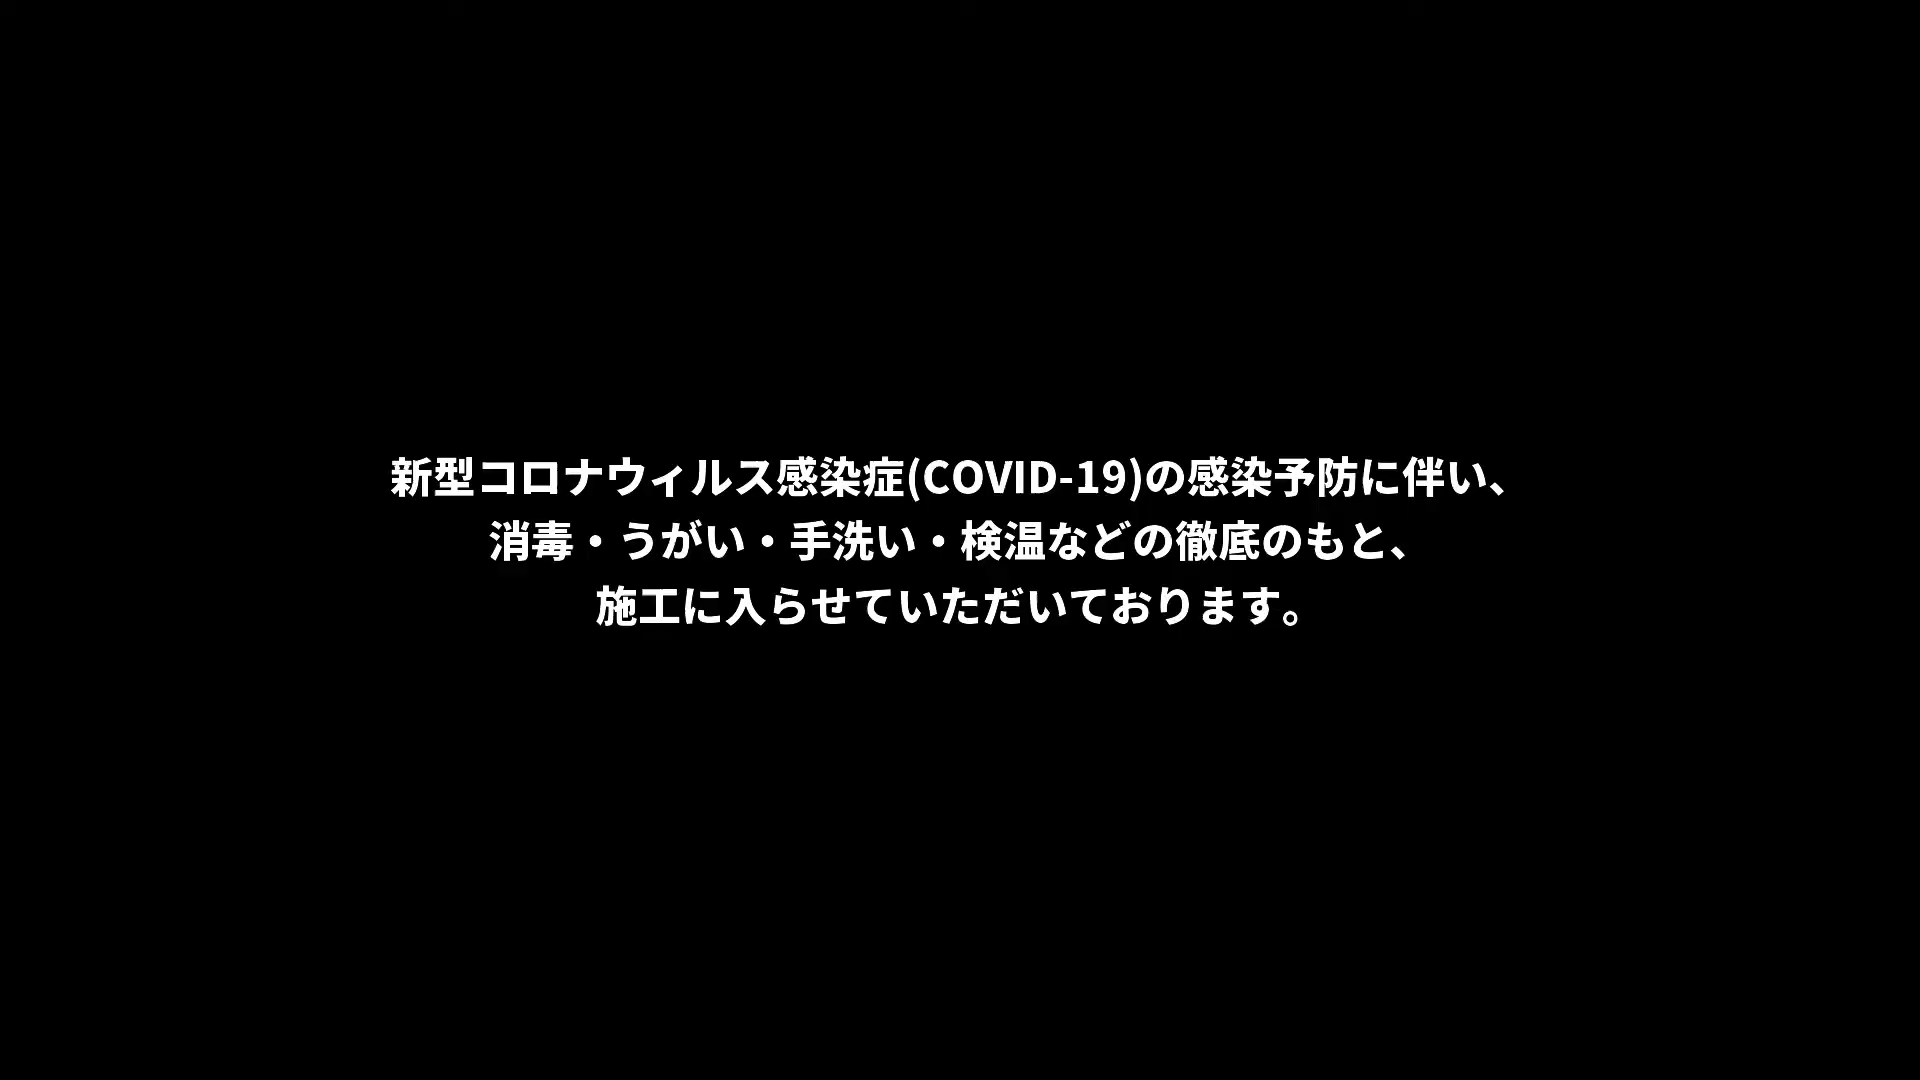 新型コロナウィルス感染症(COVID-19)の感染予防に伴い、
消毒・うがい・手洗い・検温などの徹底のもと、
施工に入らせていただいております。